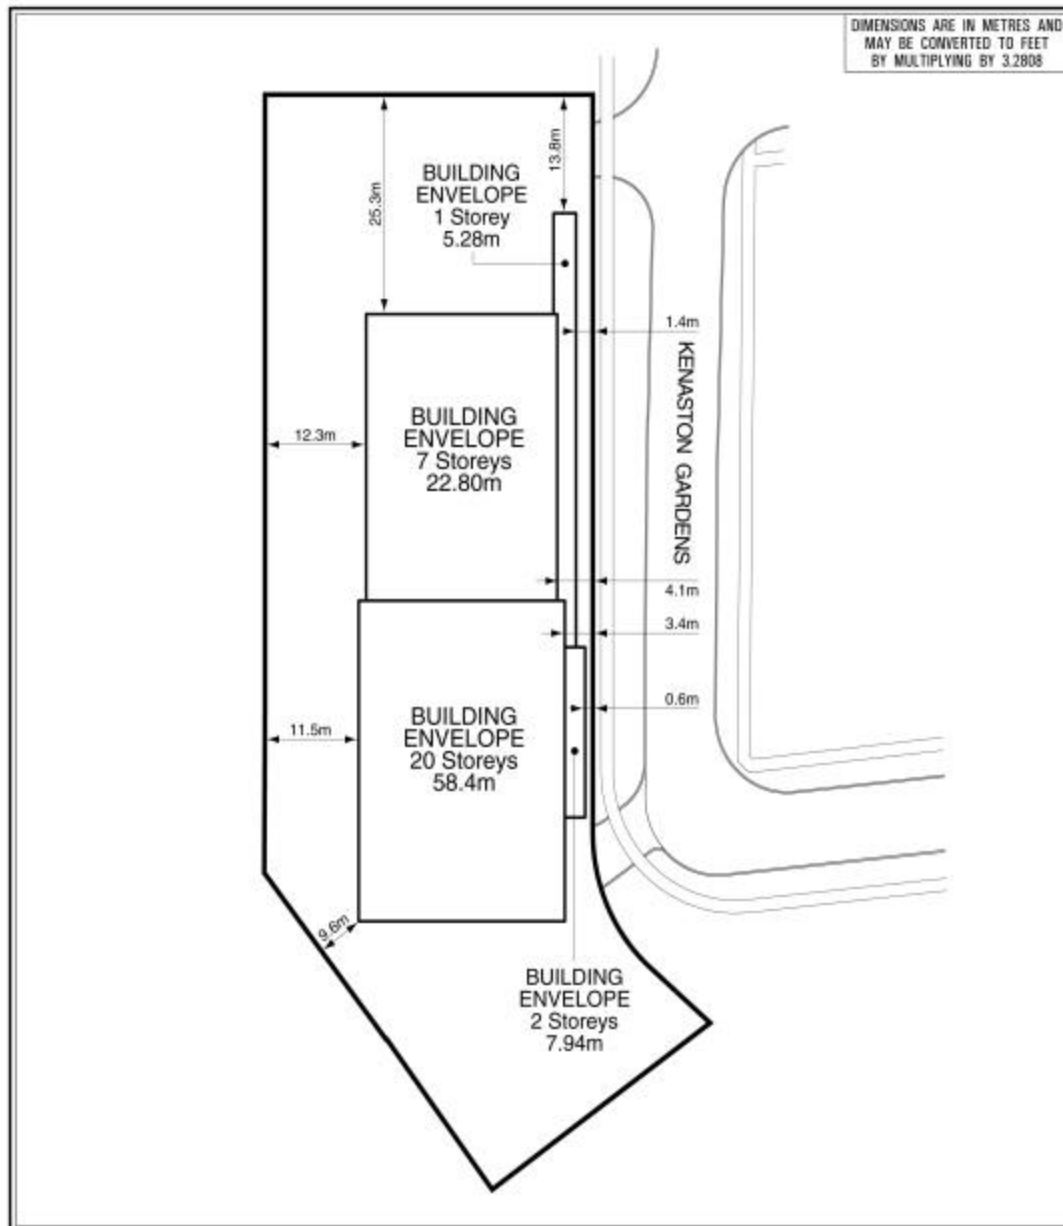 DIMENSIONS ARE IN METRES AND
MAY BE CONVERTED TO FEET
BY MULTIPLYING BY 3.2808
13.8m
25.3m
BUILDING
ENVELOPE
1 Storey
5.28m
1.4m
KENASTON GARDENS
BUILDING
ENVELOPE
7 Storeys
22.80m
12.3m
4.1m
3.4m
0.6m
BUILDING
ENVELOPE
20 Storeys
58.4m
11.5m
9.6m
BUILDING
ENVELOPE
2 Storeys
7.94m